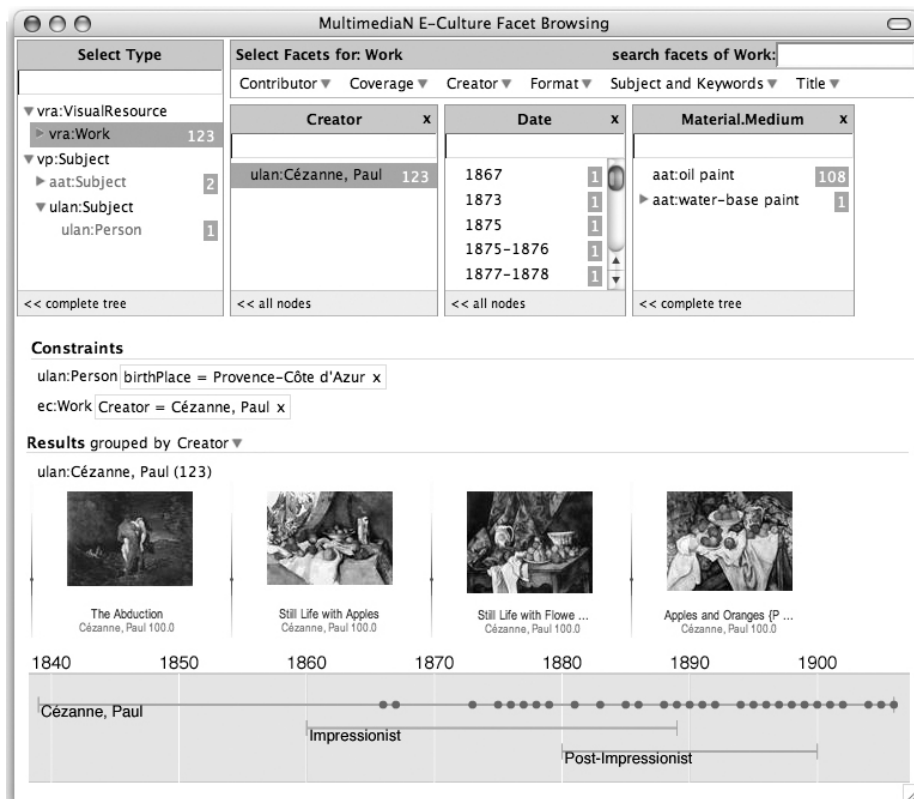 MultimediaN E-Culture Facet Browsing
Select Type
Select Facets for: Work
search facets of Work:
Contributor
Coverage
Creator
Format
Subject and Keywords
Title
vra:VisualResource
vra:Work 123
vp:Subject
aat:Subject 2
ulan:Subject
ulan:Person 1
<< complete tree
Creator x
ulan:Cézanne, Paul 123
<< all nodes
Date x
1867 1
1873 1
1875 1
1875-1876 1
1877-1878 1
<< all nodes
Material.Medium x
aat:oil paint 108
aat:water-base paint 1
<< complete tree
Constraints
ulan:Person birthPlace = Provence-Côte d'Azur x
ec:Work Creator = Cézanne, Paul x
Results grouped by Creator
ulan:Cézanne, Paul (123)
The Abduction
Cézanne, Paul 100.0
Still Life with Apples
Cézanne, Paul 100.0
Still Life with Flowe ...
Cézanne, Paul 100.0
Apples and Oranges {P ...
Cézanne, Paul 100.0
1840 1850 1860 1870 1880 1890 1900
Cézanne, Paul
Impressionist
Post-Impressionist